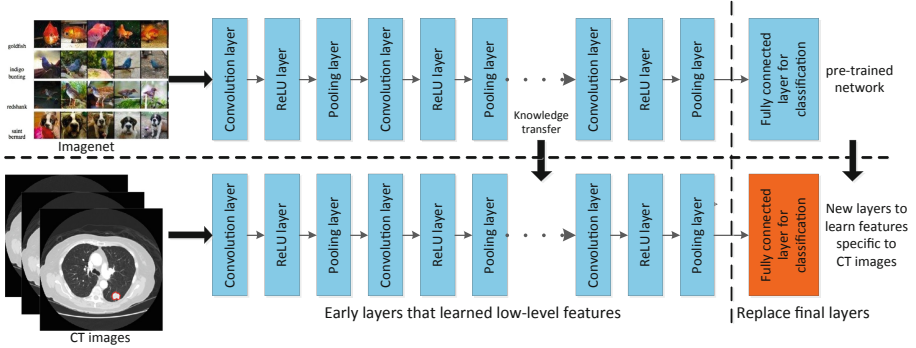 goldfish
indigo
bunting
redshank
saint
bernard
Imagenet
Convolution layer
ReLU layer
Pooling layer
Convolution layer
ReLU layer
Pooling layer
Convolution layer
ReLU layer
Pooling layer
Fully connected
layer for
classification
pre-trained
network
Knowledge
transfer
Convolution layer
ReLU layer
Pooling layer
Convolution layer
ReLU layer
Pooling layer
Convolution layer
ReLU layer
Pooling layer
Fully connected
layer for
classification
New layers to
learn features
specific to
CT images
CT images
Early layers that learned low-level features
Replace final layers